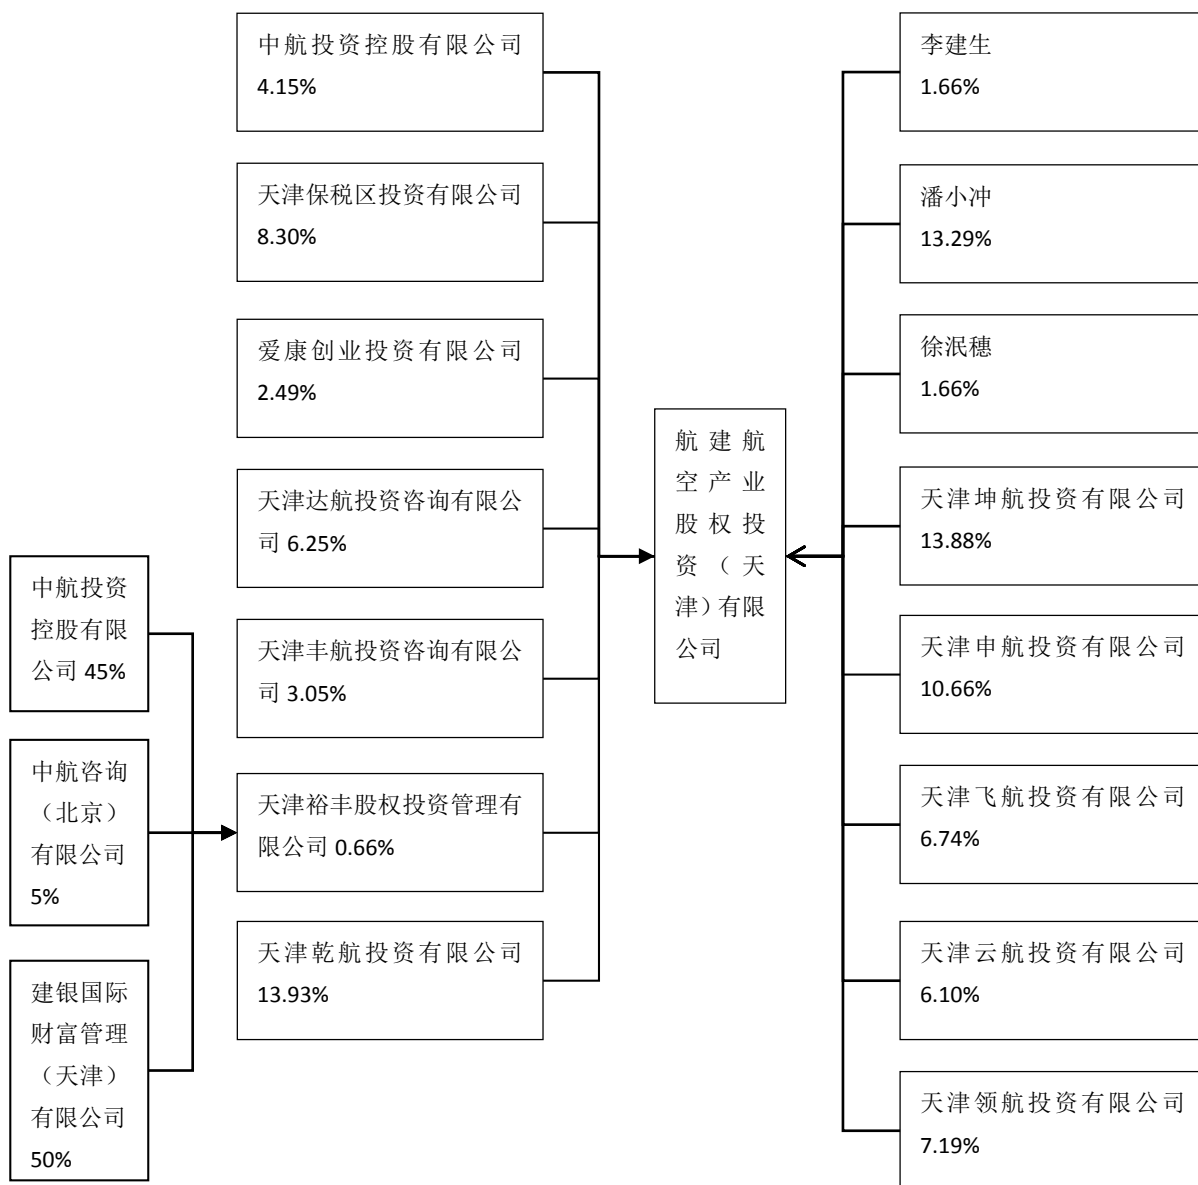 中航投资控股有限公司
4.15%
天津保税区投资有限公司
8.30%
爱康创业投资有限公司
2.49%
天津达航投资咨询有限公
司 6.25%
天津丰航投资咨询有限公
司 3.05%
天津裕丰股权投资管理有
限公司 0.66%
天津乾航投资有限公司
13.93%
中航投资
控股有限
公司 45%
中航咨询
（北京）
有限公司
5%
建银国际
财富管理
（天津）
有限公司
50%
航建航
空产业
股权投
资（天
津）有限
公司
李建生
1.66%
潘小冲
13.29%
徐泯穗
1.66%
天津坤航投资有限公司
13.88%
天津申航投资有限公司
10.66%
天津飞航投资有限公司
6.74%
天津云航投资有限公司
6.10%
天津领航投资有限公司
7.19%